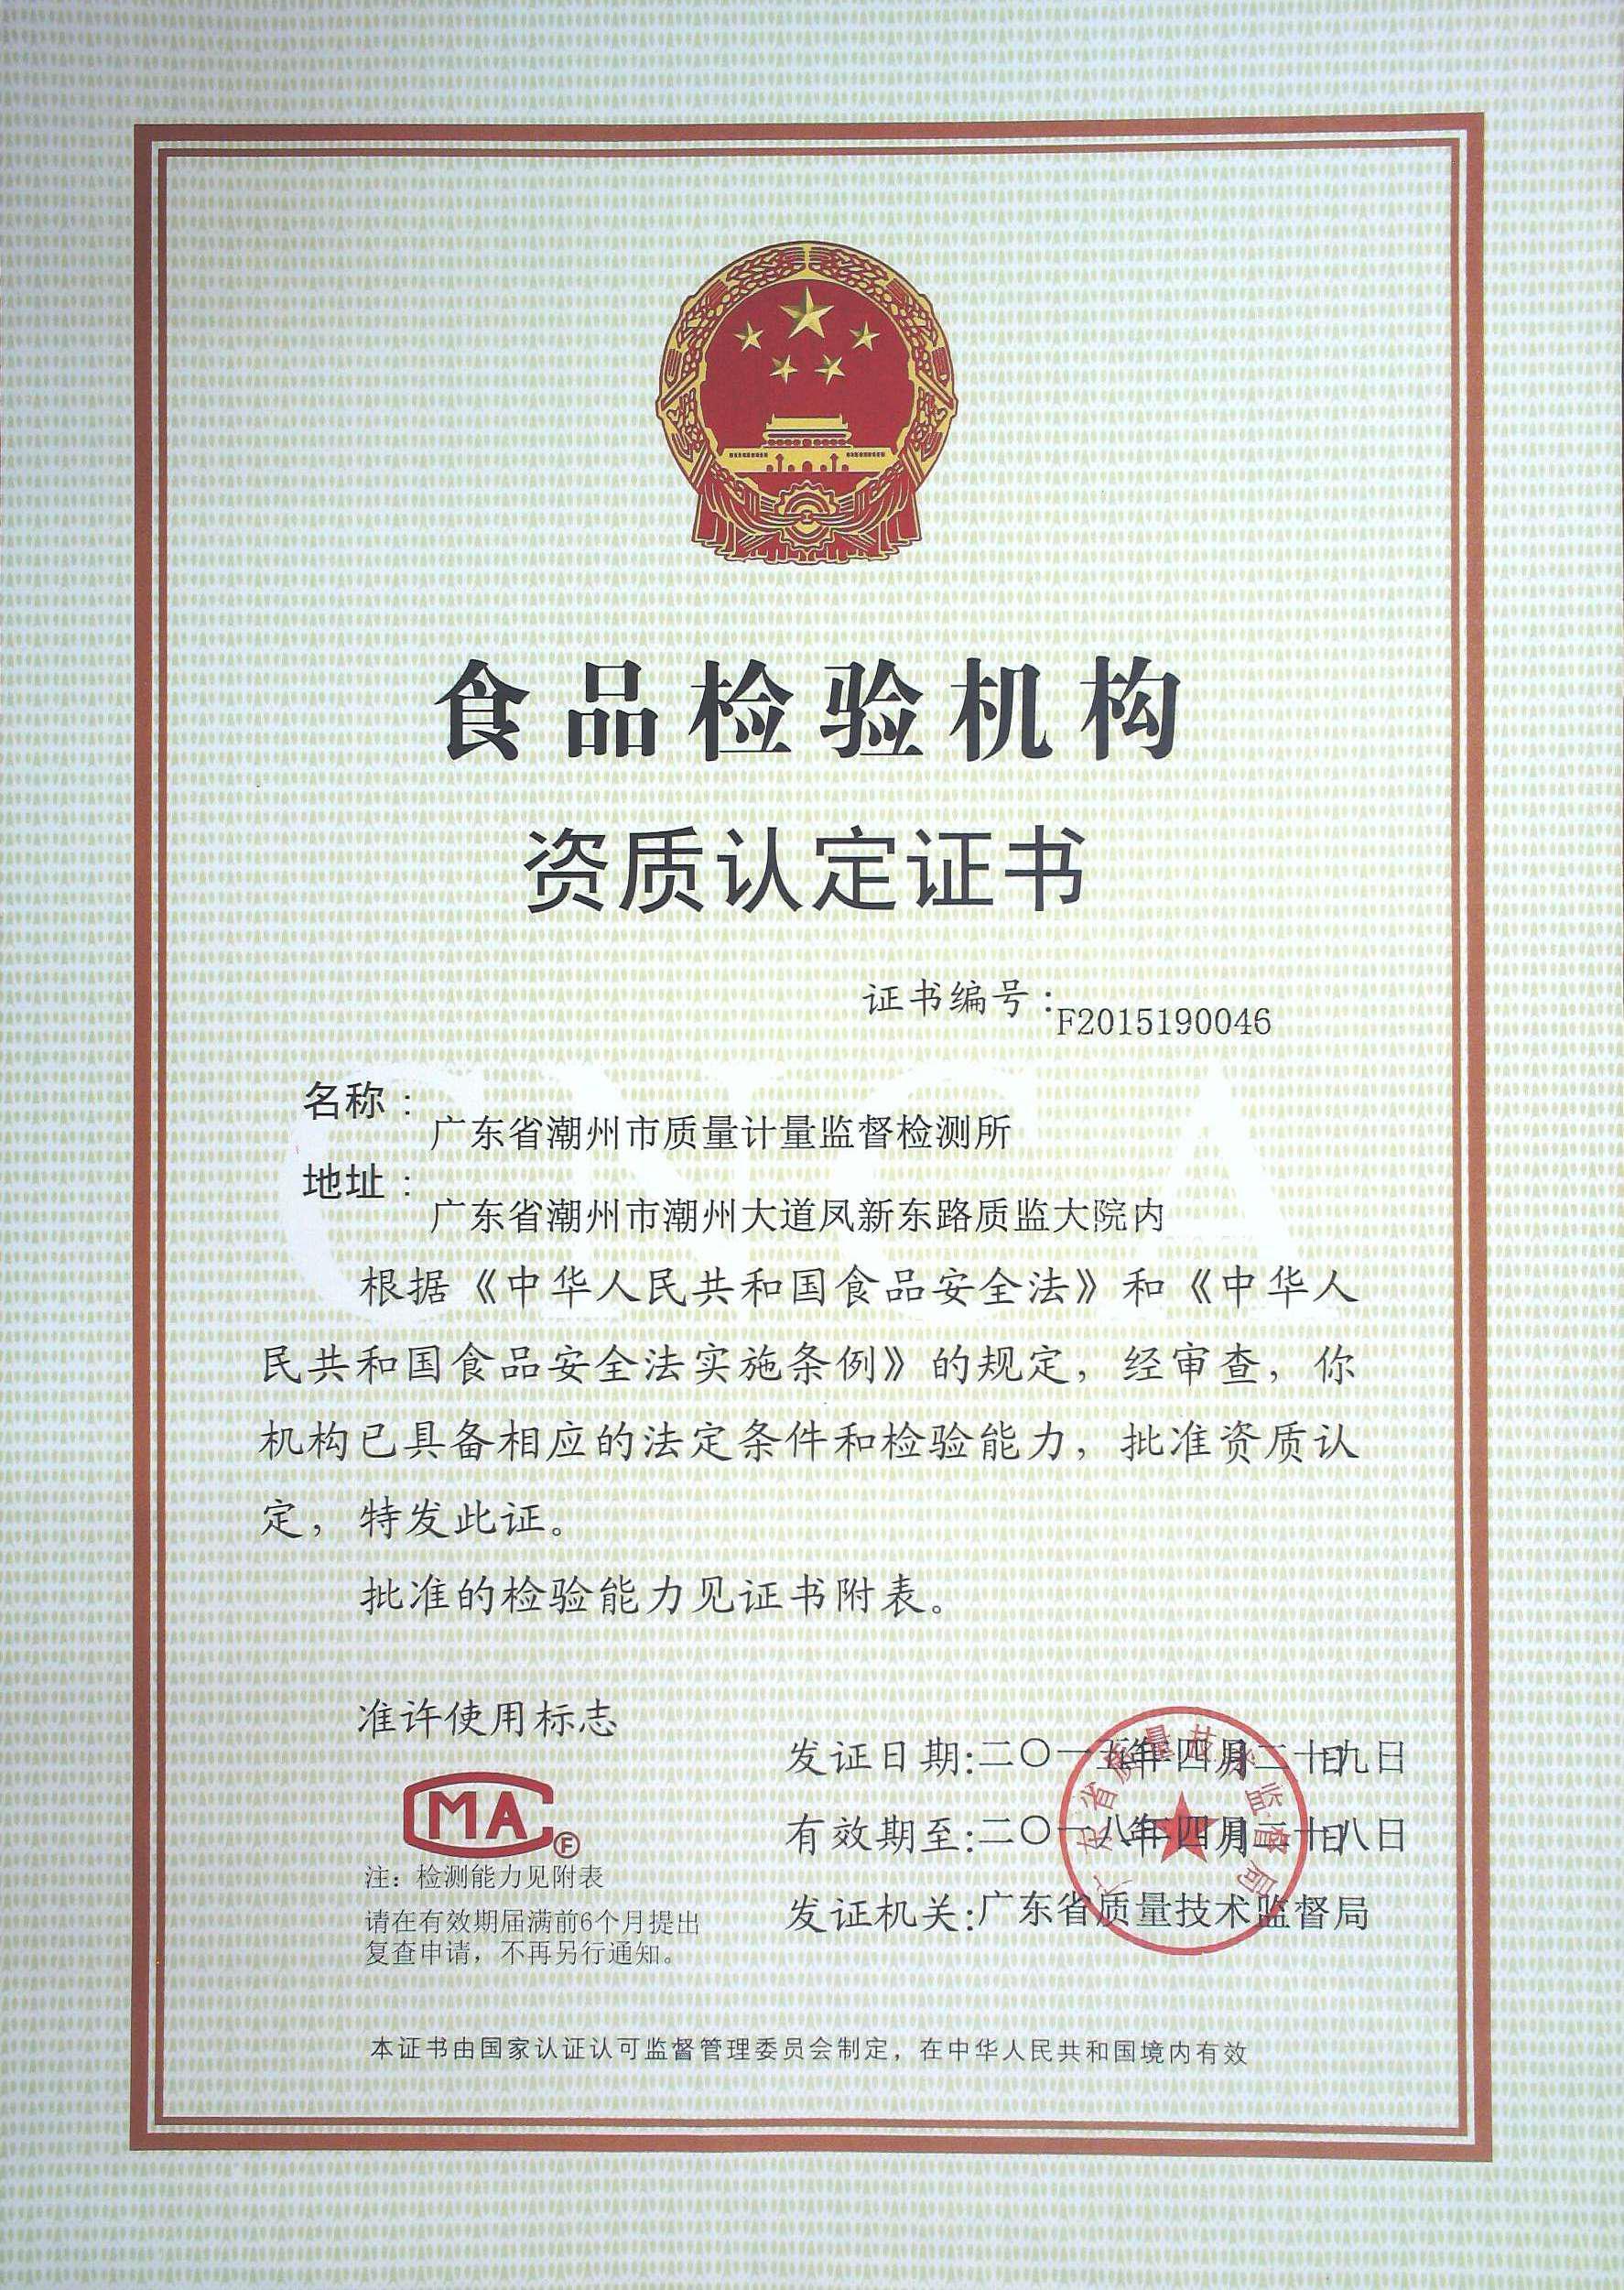 食品检验机构
资质认定证书
证书编号：F2015190046
名称：广东省潮州市质量计量监督检测所
地址：广东省潮州市潮州大道凤新东路质监大院内
根据《中华人民共和国食品安全法》和《中华人
民共和国食品安全法实施条例》的规定，经审查，你
机构已具备相应的法定条件和检验能力，批准资质认
定，特发此证。
批准的检验能力见证书附表。
准许使用标志
MA F
注：检测能力见附表
请在有效期届满前6个月提出
复查申请，不再另行通知。
发证日期:二〇一五年四月二十九日
有效期至:二〇一八年四月二十八日
发证机关:广东省质量技术监督局
广东省质量技术监督局
本证书由国家认证认可监督管理委员会制定，在中华人民共和国境内有效
CNCA